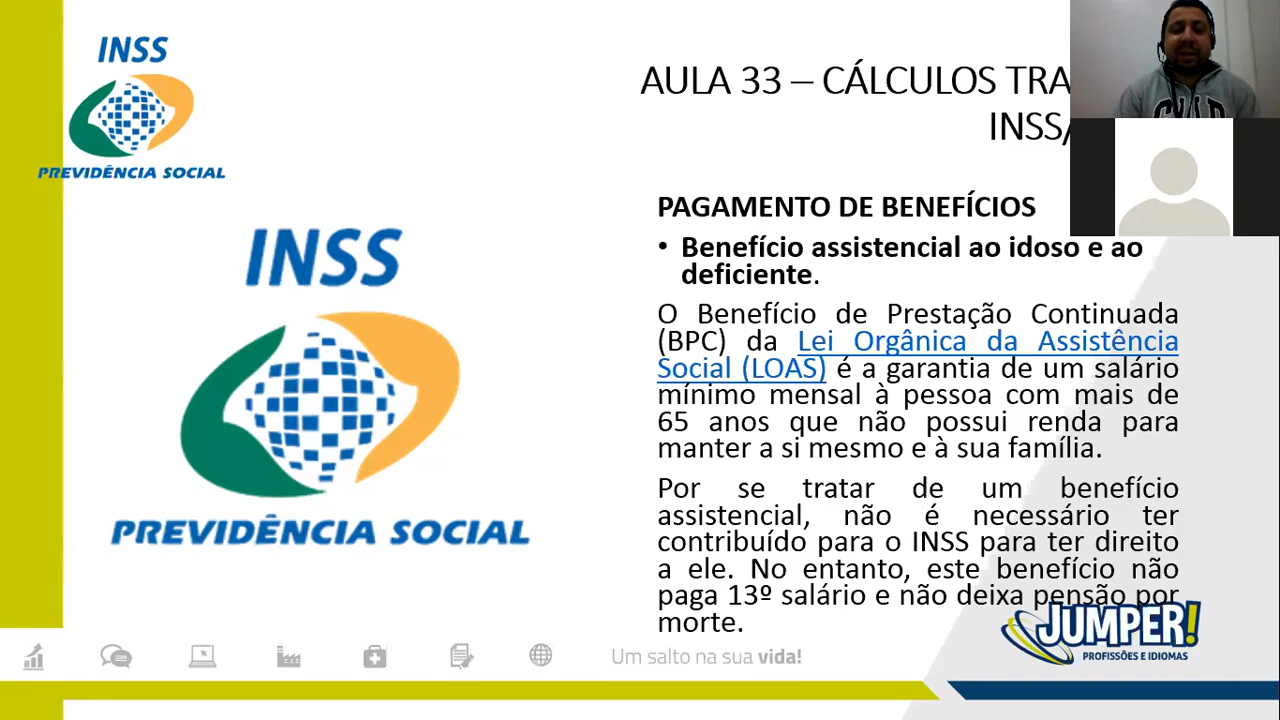 INSS
PREVIDÊNCIA SOCIAL
AULA 33 – CÁLCULOS
INSS/
INSS
PREVIDÊNCIA SOCIAL
PAGAMENTO DE BENEFÍCIOS
• Benefício assistencial ao idoso e ao
deficiente.
O Benefício de Prestação Continuada
(BPC) da Lei Orgânica da Assistência
Social (LOAS) é a garantia de um salário
mínimo mensal à pessoa com mais de
65 anos que não possui renda para
manter a si mesmo e à sua família.
Por se tratar de um benefício
assistencial, não é necessário ter
contribuído para o INSS para ter direito
a ele. No entanto, este benefício não
paga 13º salário e não deixa pensão por
morte.
Um salto na sua vida!
JUMPER!
PROFISSÕES E IDIOMAS